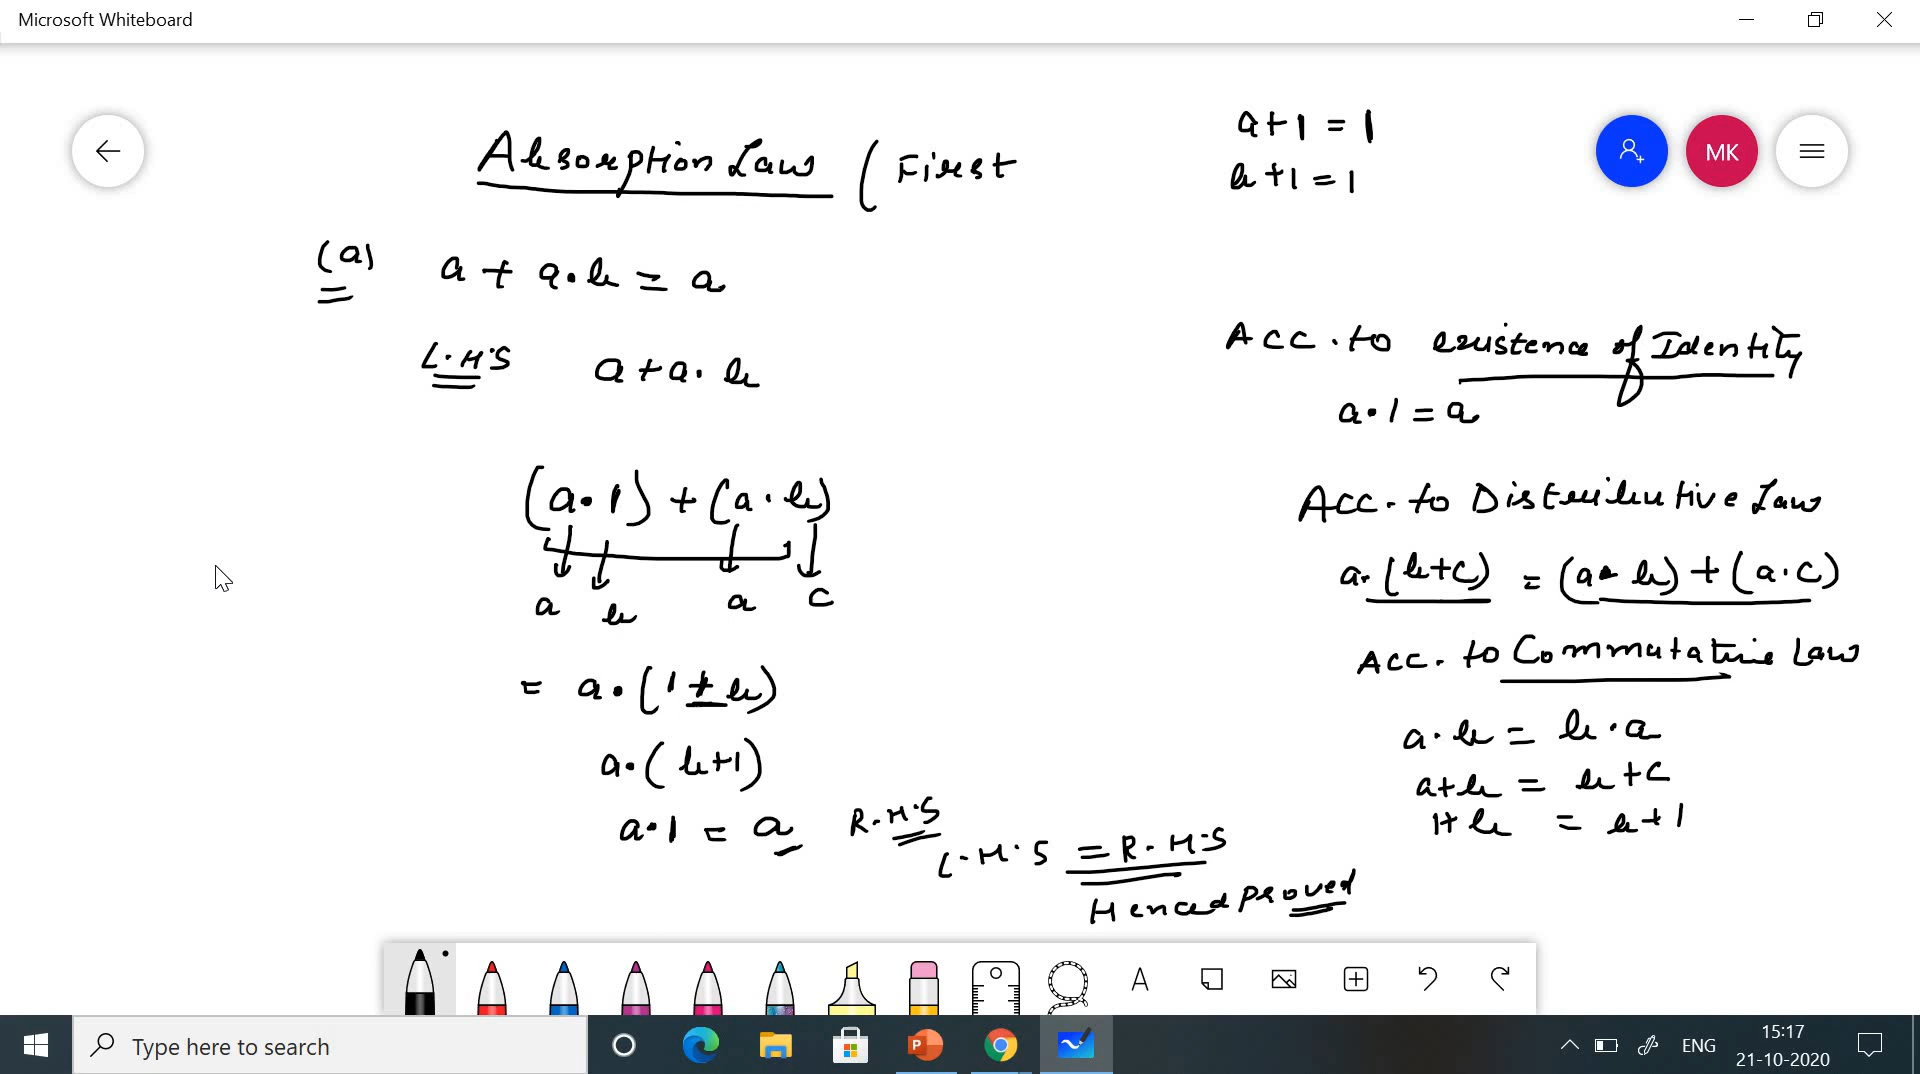 Microsoft Whiteboard
MK
Absorption Law (First
a+1 = 1
b+1 = 1
(a) a + a.b = a
L.H.S a+a.b
(a.1) + (a.b)
a b a c
= a.(1+b)
a.(b+1)
a.1 = a R.H.S
L.H.S = R.H.S
Henced proved
Acc. to existence of Identity
a.1 = a
Acc. to Distributive Law
a.(b+c) = (a.b)+(a.c)
Acc. to Commutative Law
a.b = b.a
a+b = b+c
1+b = b+1
A
Type here to search
P
ENG
15:17
21-10-2020